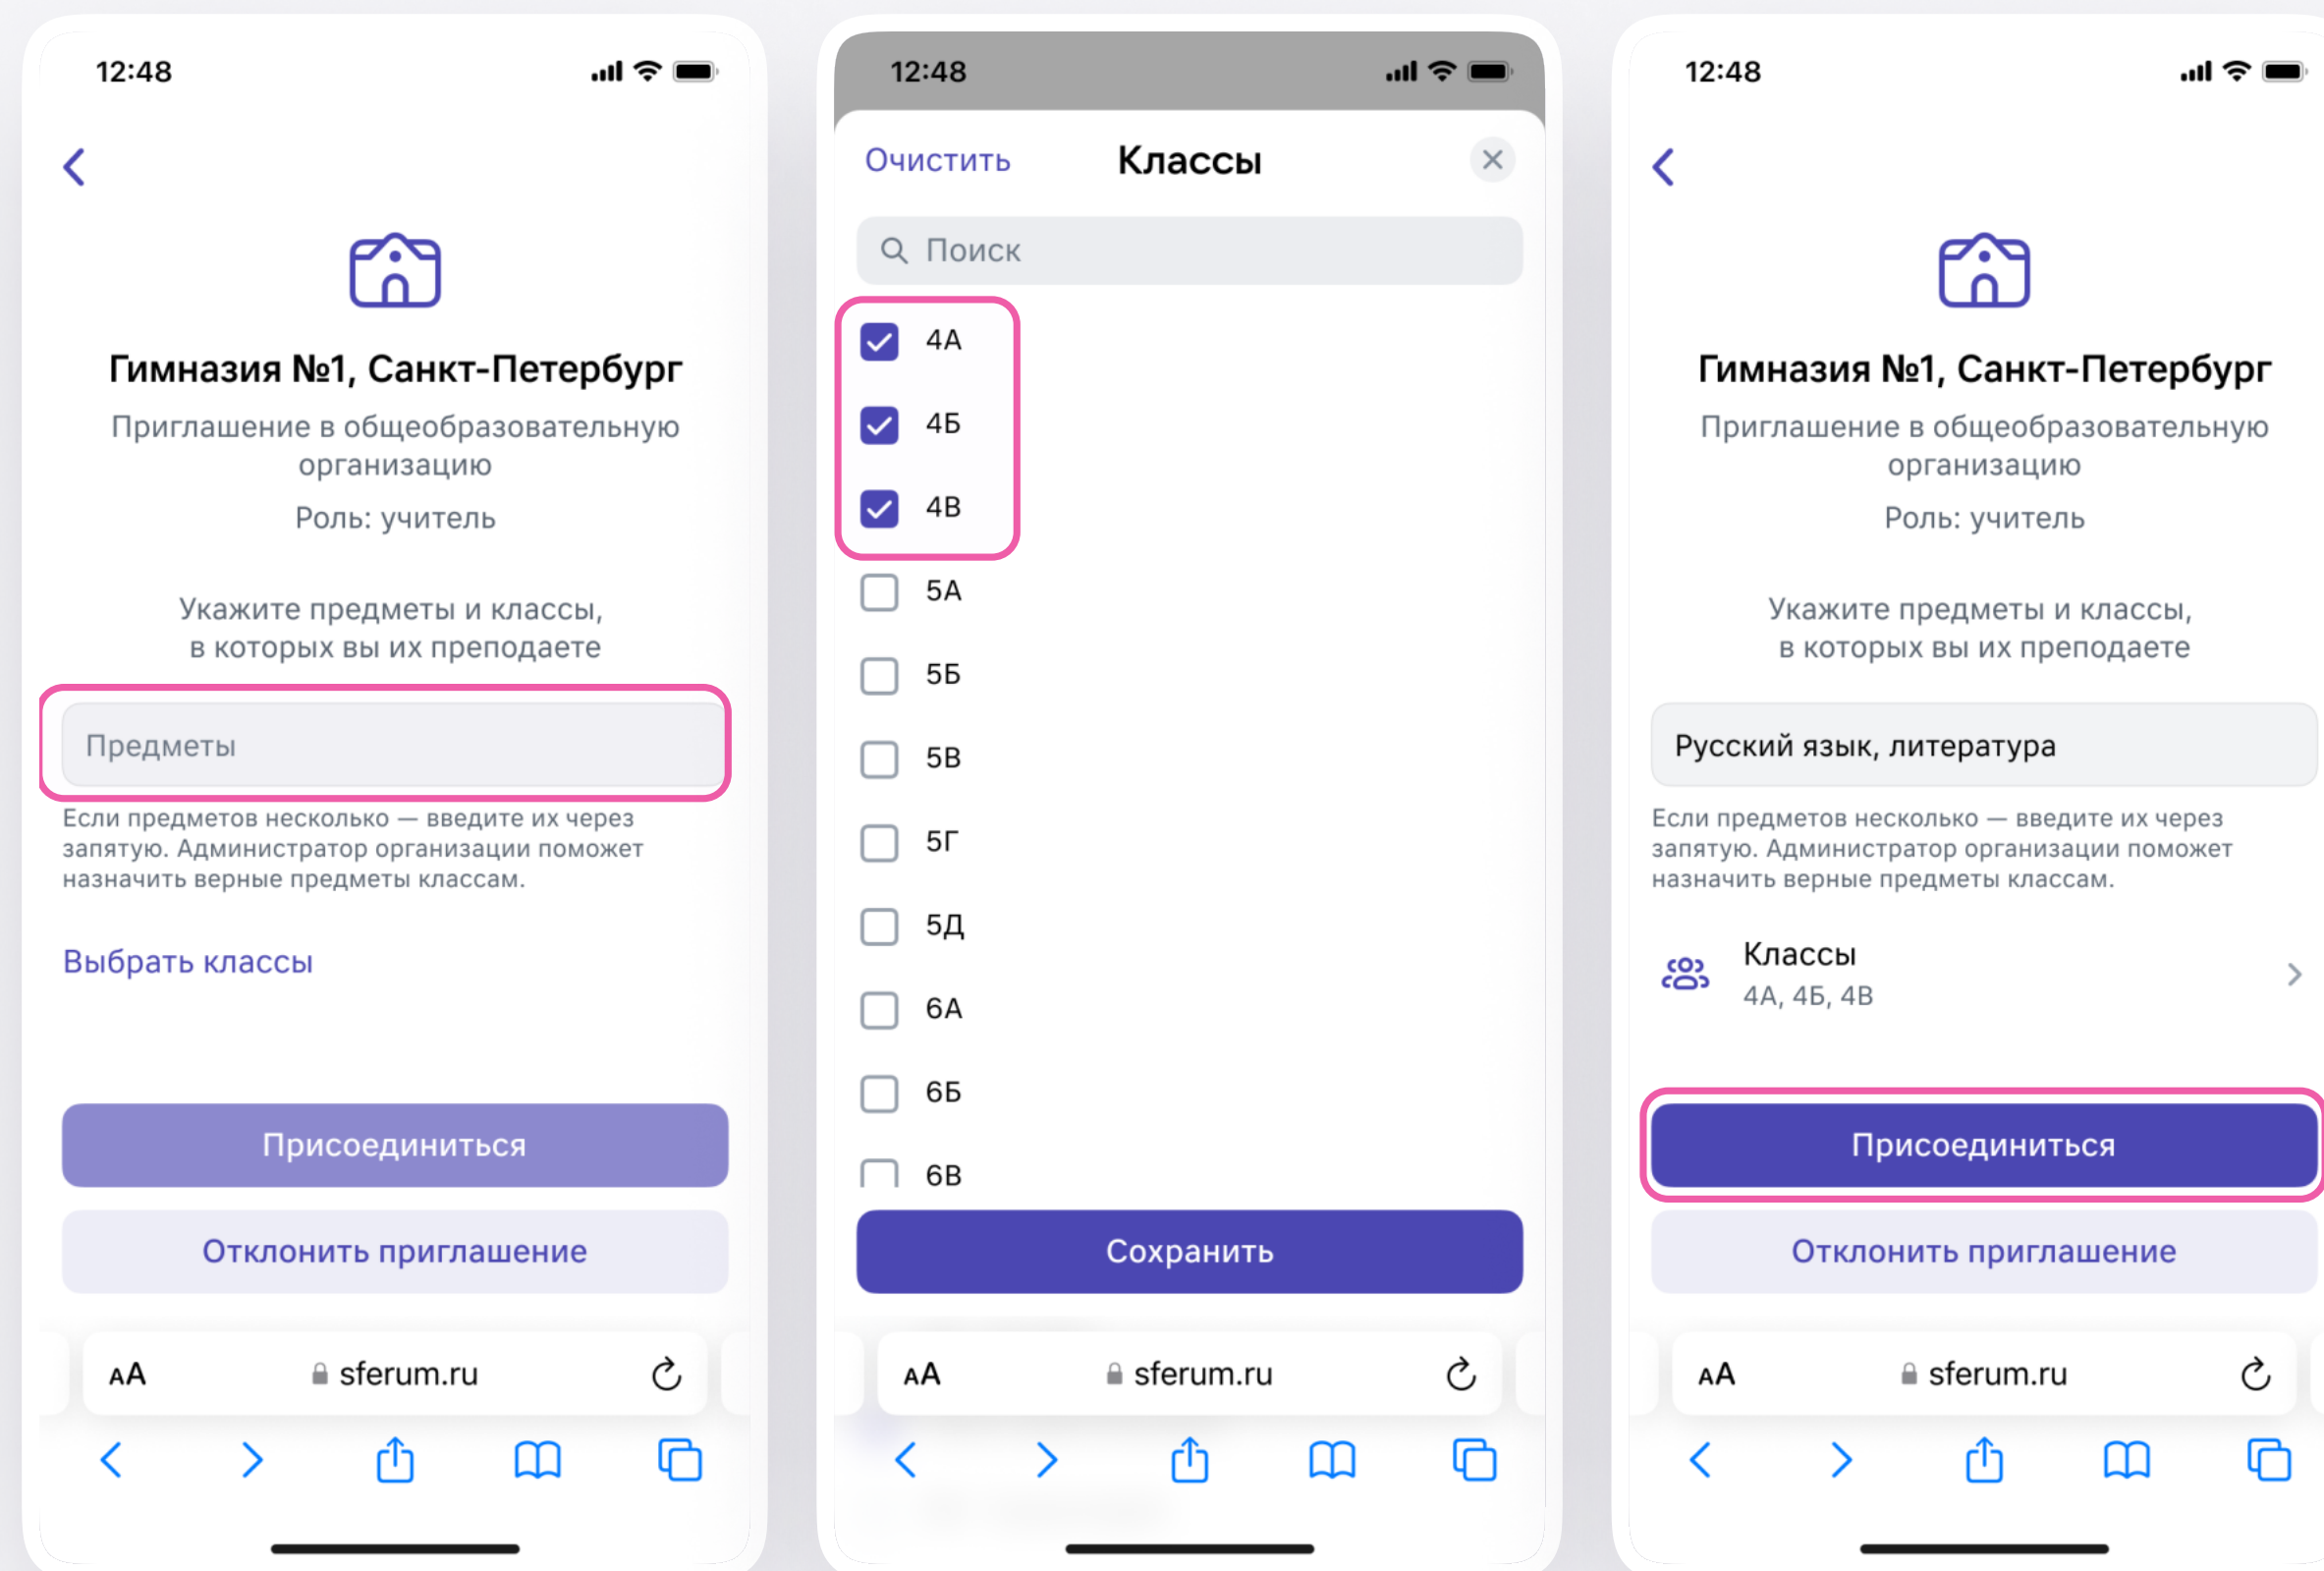 12:48
Гимназия №1, Санкт-Петербург
Приглашение в общеобразовательную
организацию
Роль: учитель
Укажите предметы и классы,
в которых вы их преподаете
Предметы
Если предметов несколько — введите их через
запятую. Администратор организации поможет
назначить верные предметы классам.
Выбрать классы
Присоединиться
Отклонить приглашение
AA sferum.ru
12:48
Очистить Классы
Поиск
4А
4Б
4В
5А
5Б
5В
5Г
5Д
6А
6Б
6В
Сохранить
AA sferum.ru
12:48
Гимназия №1, Санкт-Петербург
Приглашение в общеобразовательную
организацию
Роль: учитель
Укажите предметы и классы,
в которых вы их преподаете
Русский язык, литература
Если предметов несколько — введите их через
запятую. Администратор организации поможет
назначить верные предметы классам.
Классы
4А, 4Б, 4В
Присоединиться
Отклонить приглашение
AA sferum.ru